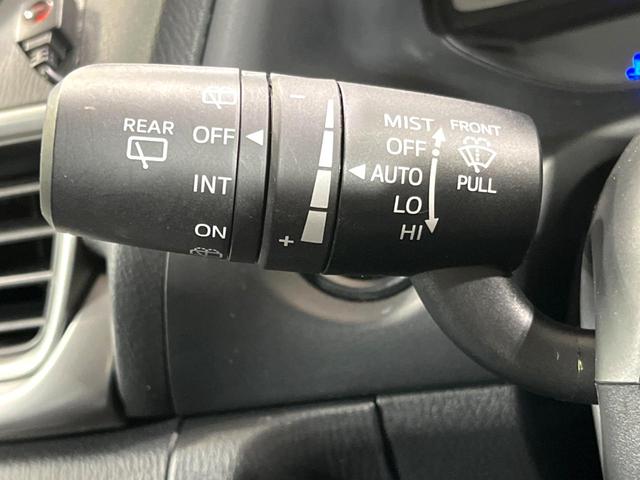 REAR
OFF
INT
ON
−
+
MIST
OFF
AUTO
LO
HI
FRONT
PULL